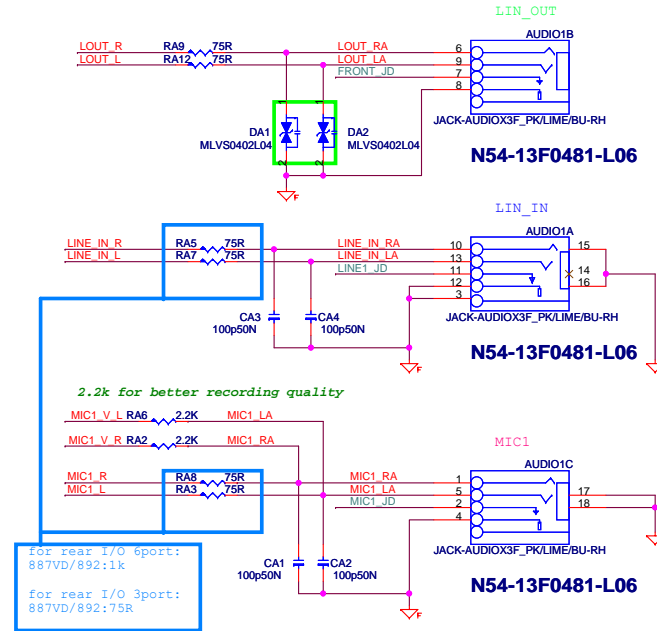 LIN_OUT
AUDIO1B
LOUT_R RA9 75R LOUT_RA 6
LOUT_L RA12 75R LOUT_LA 9
FRONT_JD 7
8
1 1
DA1 DA2
MLVS0402L04 MLVS0402L04
2 2
JACK-AUDIOX3F_PK/LIME/BU-RH
N54-13F0481-L06
F
LIN_IN
AUDIO1A
LINE_IN_R RA5 75R LINE_IN_RA 10 15
LINE_IN_L RA7 75R LINE_IN_LA 13
LINE1_JD 11 14
12 16
3
CA3 CA4
100p50N 100p50N
JACK-AUDIOX3F_PK/LIME/BU-RH
N54-13F0481-L06
F
2.2k for better recording quality
MIC1_V_L RA6 2.2K MIC1_LA
MIC1_V_R RA2 2.2K MIC1_RA
MIC1
AUDIO1C
MIC1_R RA8 75R MIC1_RA 1
MIC1_L RA3 75R MIC1_LA 5 17
MIC1_JD 2 18
4
JACK-AUDIOX3F_PK/LIME/BU-RH
N54-13F0481-L06
CA1 CA2
100p50N 100p50N
F
for rear I/O 6port:
887VD/892:1k
for rear I/O 3port:
887VD/892:75R